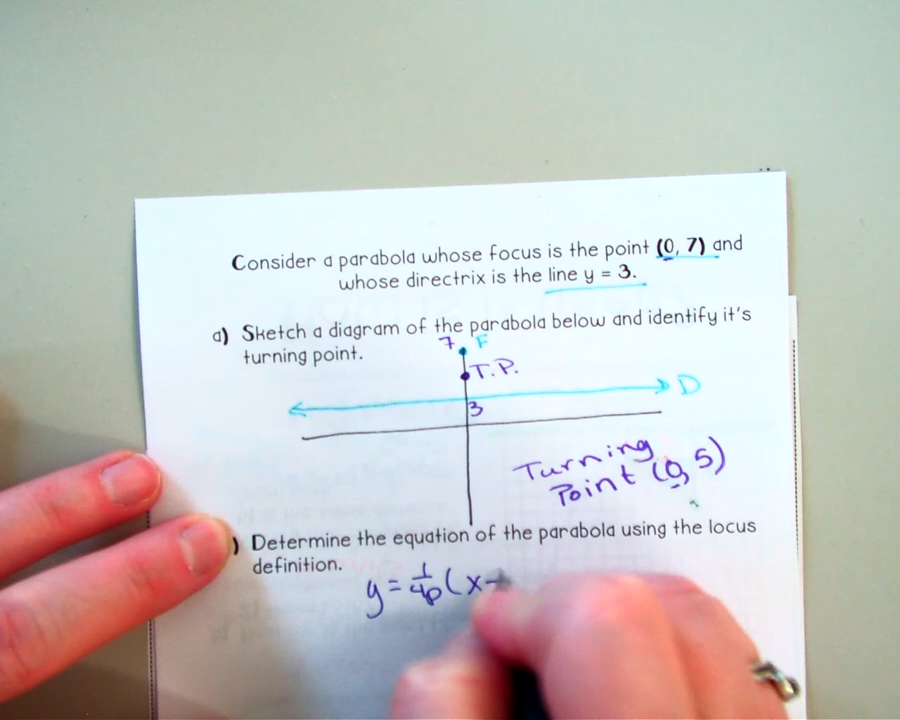 Consider a parabola whose focus is the point (0, 7) and
whose directrix is the line y = 3.
a) Sketch a diagram of the parabola below and identify it's
turning point.
7 F
T.P.
D
3
Turning
Point (0, 5)
) Determine the equation of the parabola using the locus
definition.
y = 1/4p (x-